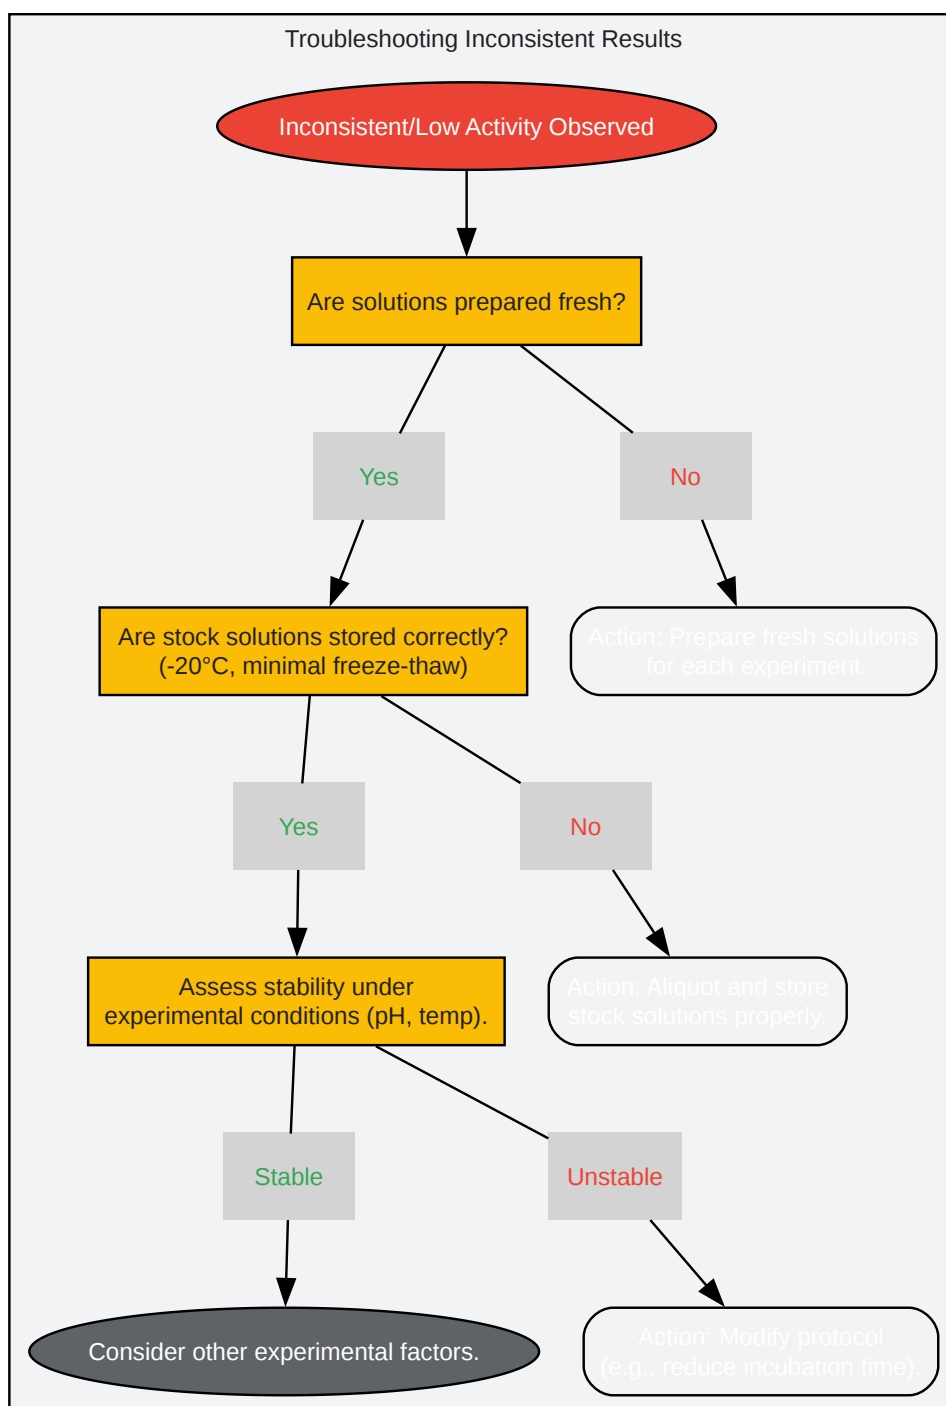 Troubleshooting Inconsistent Results
Inconsistent/Low Activity Observed
Are solutions prepared fresh?
Yes
No
Are stock solutions stored correctly?
(-20°C, minimal freeze-thaw)
Action: Prepare fresh solutions
for each experiment.
Yes
No
Assess stability under
experimental conditions (pH, temp).
Action: Aliquot and store
stock solutions properly.
Stable
Unstable
Consider other experimental factors.
Action: Modify protocol
(e.g., reduce incubation time).